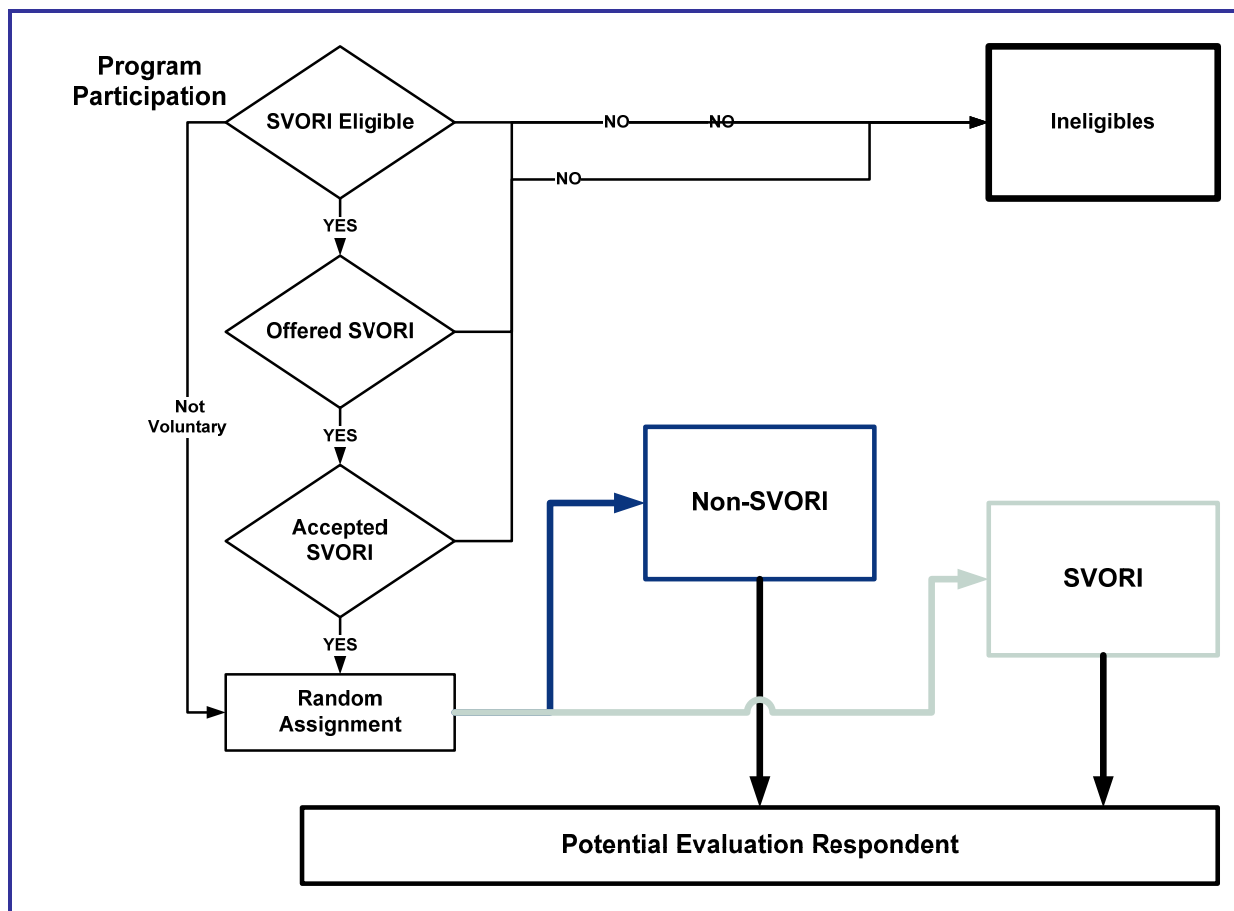 Program
Participation
SVORI Eligible
NO
NO
Ineligibles
NO
YES
Offered SVORI
Not
Voluntary
YES
Non-SVORI
Accepted
SVORI
SVORI
YES
Random
Assignment
Potential Evaluation Respondent